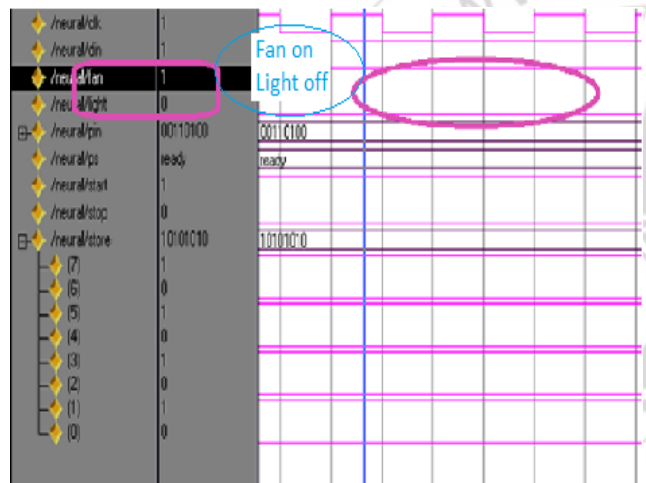 /neural/clk 1
/neural/din 1
/neural/fan 1
/neural/light 0
/neural/pin 00110100 00110100
/neural/ps ready ready
/neural/start 1
/neural/stop 0
/neural/store 10101010 10101010
(7) 1
(6) 0
(5) 1
(4) 0
(3) 1
(2) 0
(1) 1
(0) 0
Fan on
Light off